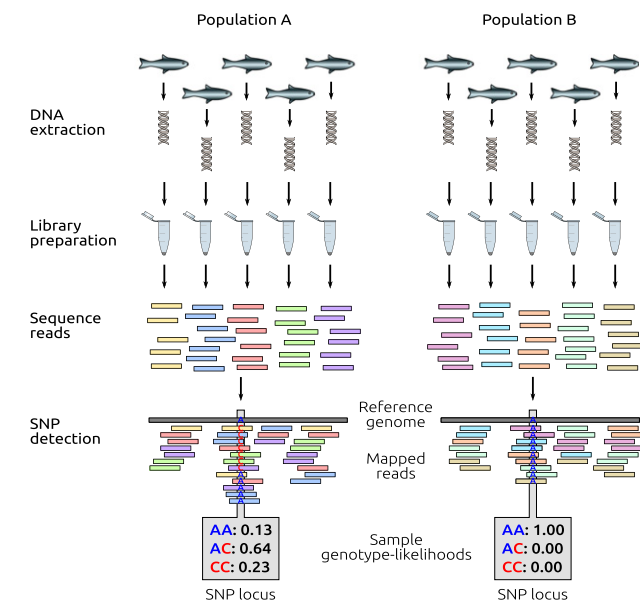 Population A
Population B
DNA
extraction
Library
preparation
Sequence
reads
SNP
detection
Reference
genome
Mapped
reads
AA: 0.13
AC: 0.64
CC: 0.23
Sample
genotype-likelihoods
AA: 1.00
AC: 0.00
CC: 0.00
SNP locus
SNP locus